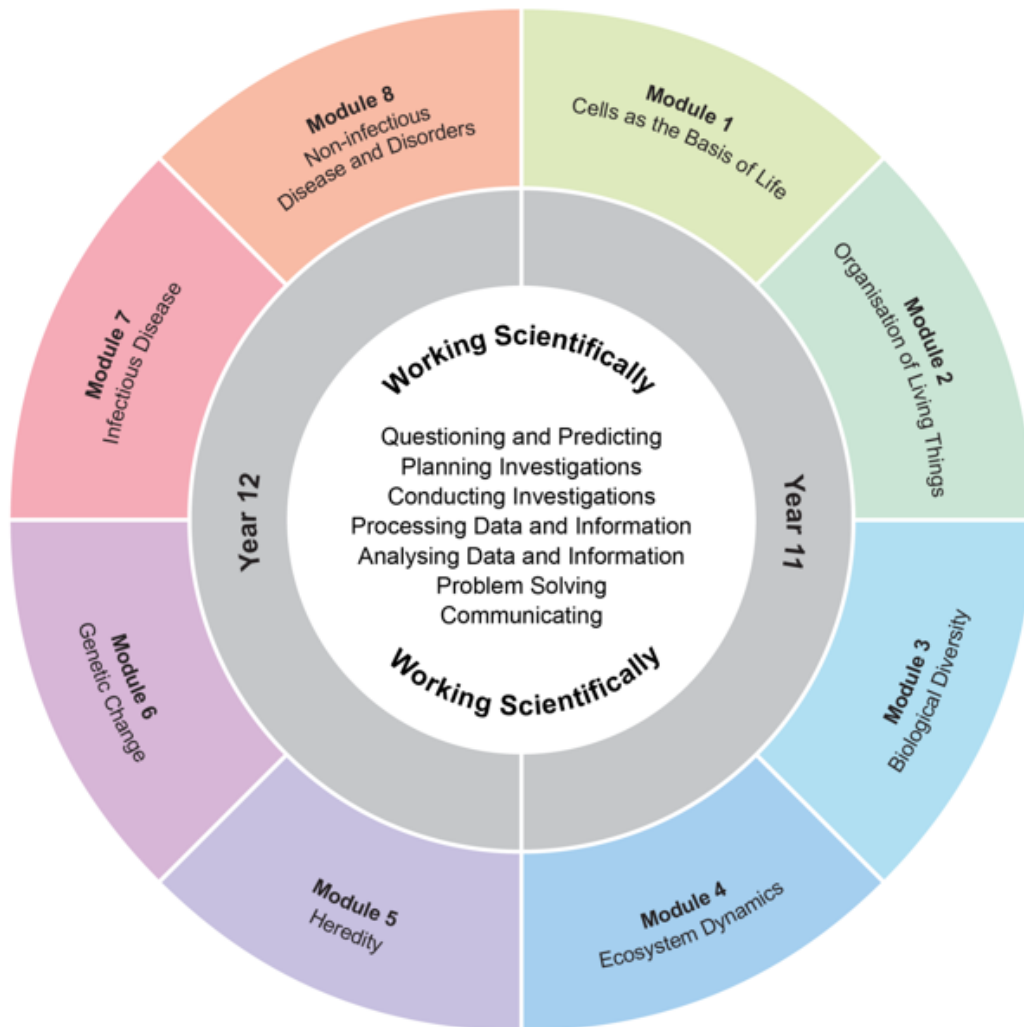 Module 1
Cells as the Basis of Life
Module 2
Organisation of Living Things
Module 3
Biological Diversity
Module 4
Ecosystem Dynamics
Module 5
Heredity
Module 6
Genetic Change
Module 7
Infectious Disease
Module 8
Non-infectious
Disease and Disorders
Year 11
Year 12
Working Scientifically
Questioning and Predicting
Planning Investigations
Conducting Investigations
Processing Data and Information
Analysing Data and Information
Problem Solving
Communicating
Working Scientifically